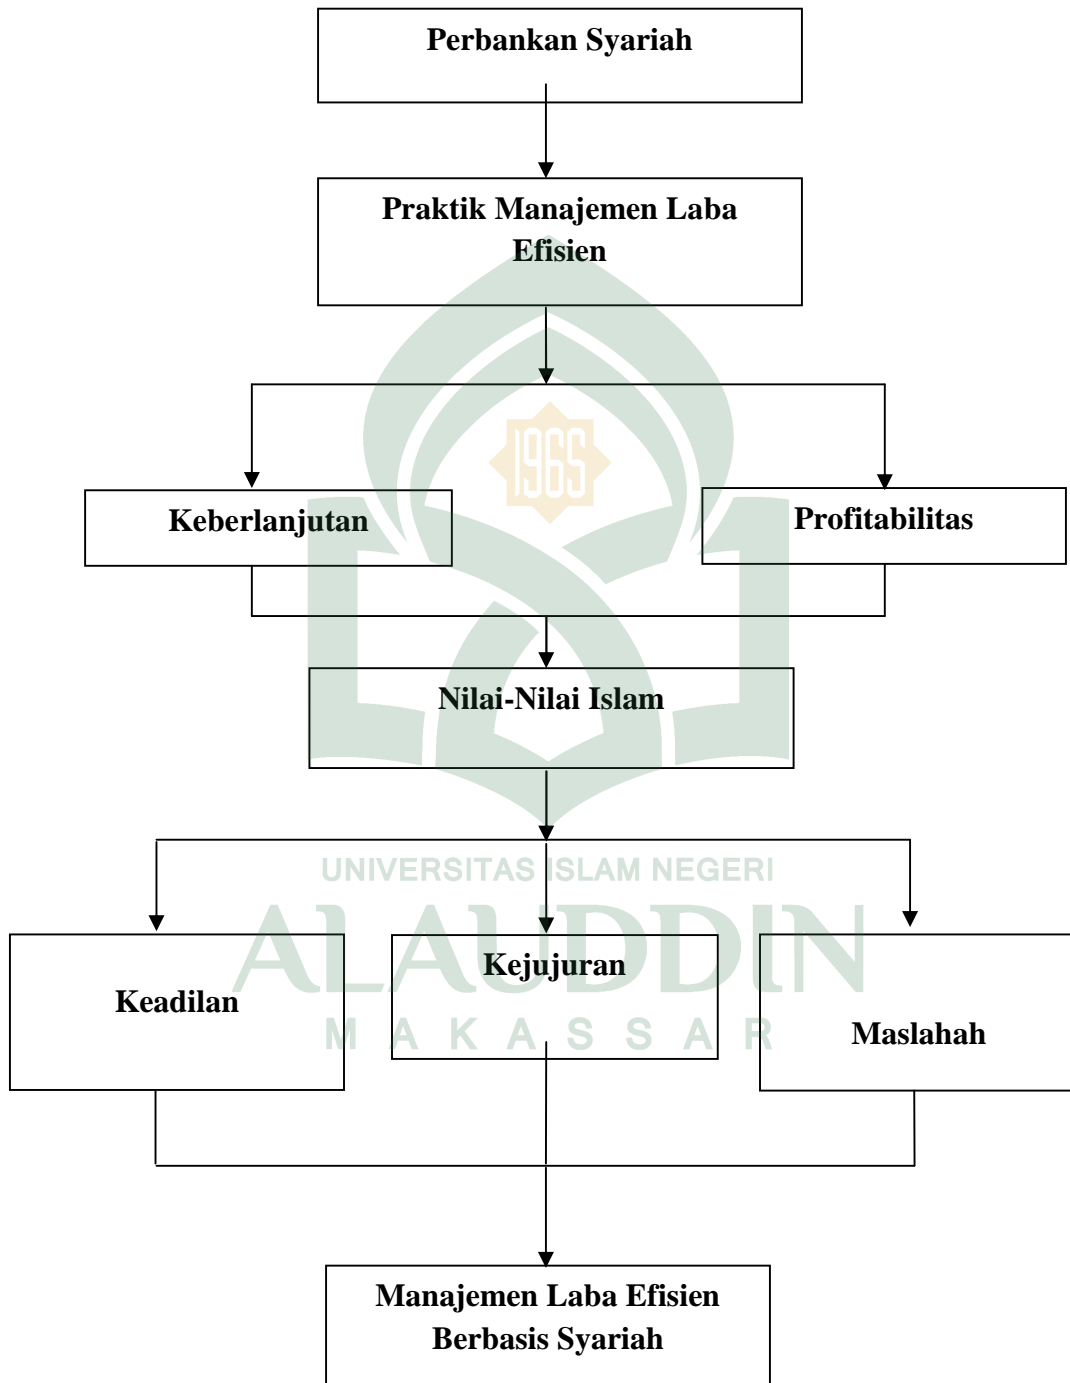 Perbankan Syariah
Praktik Manajemen Laba
Efisien
1965
Keberlanjutan
Profitabilitas
Nilai-Nilai Islam
UNIVERSITAS ISLAM NEGERI
ALAUDDIN
MAKASSAR
Keadilan
Kejujuran
Maslahah
Manajemen Laba Efisien
Berbasis Syariah